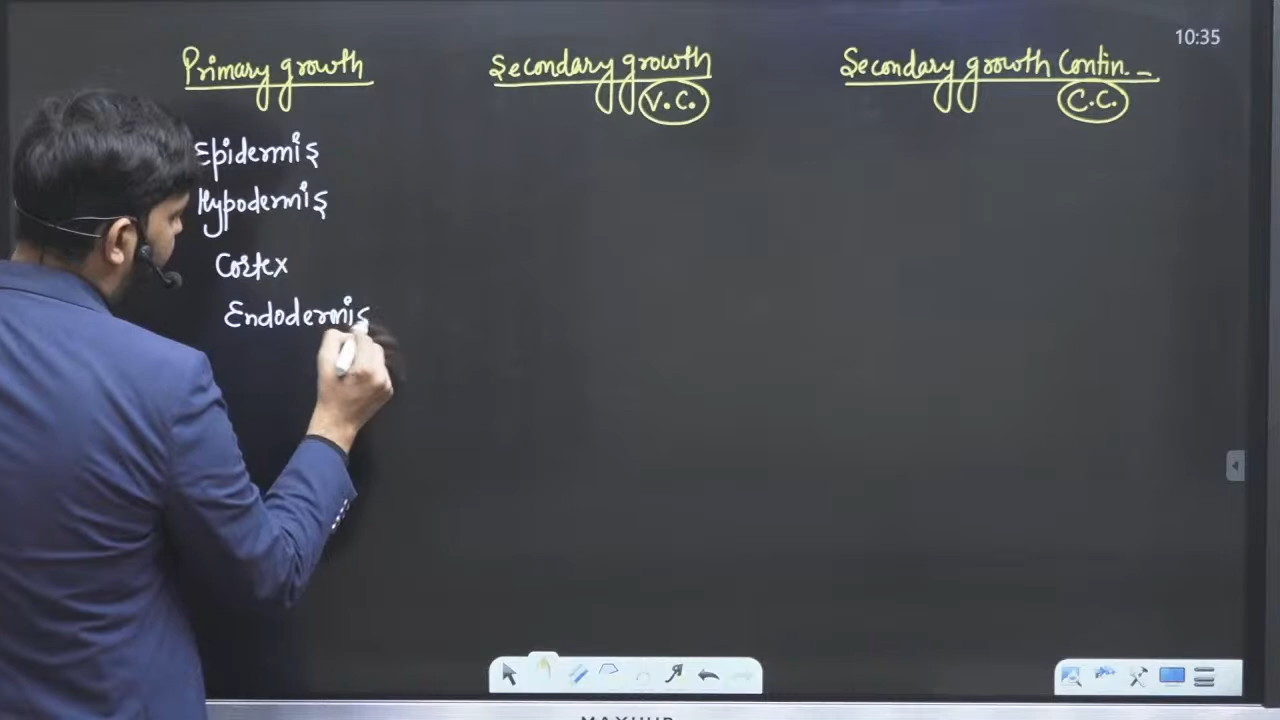 10:35
Primary growth Secondary growth Secondary growth Contin. _
V.C. C.C.
Epidermis
Hypodermis
Cortex
Endodermis